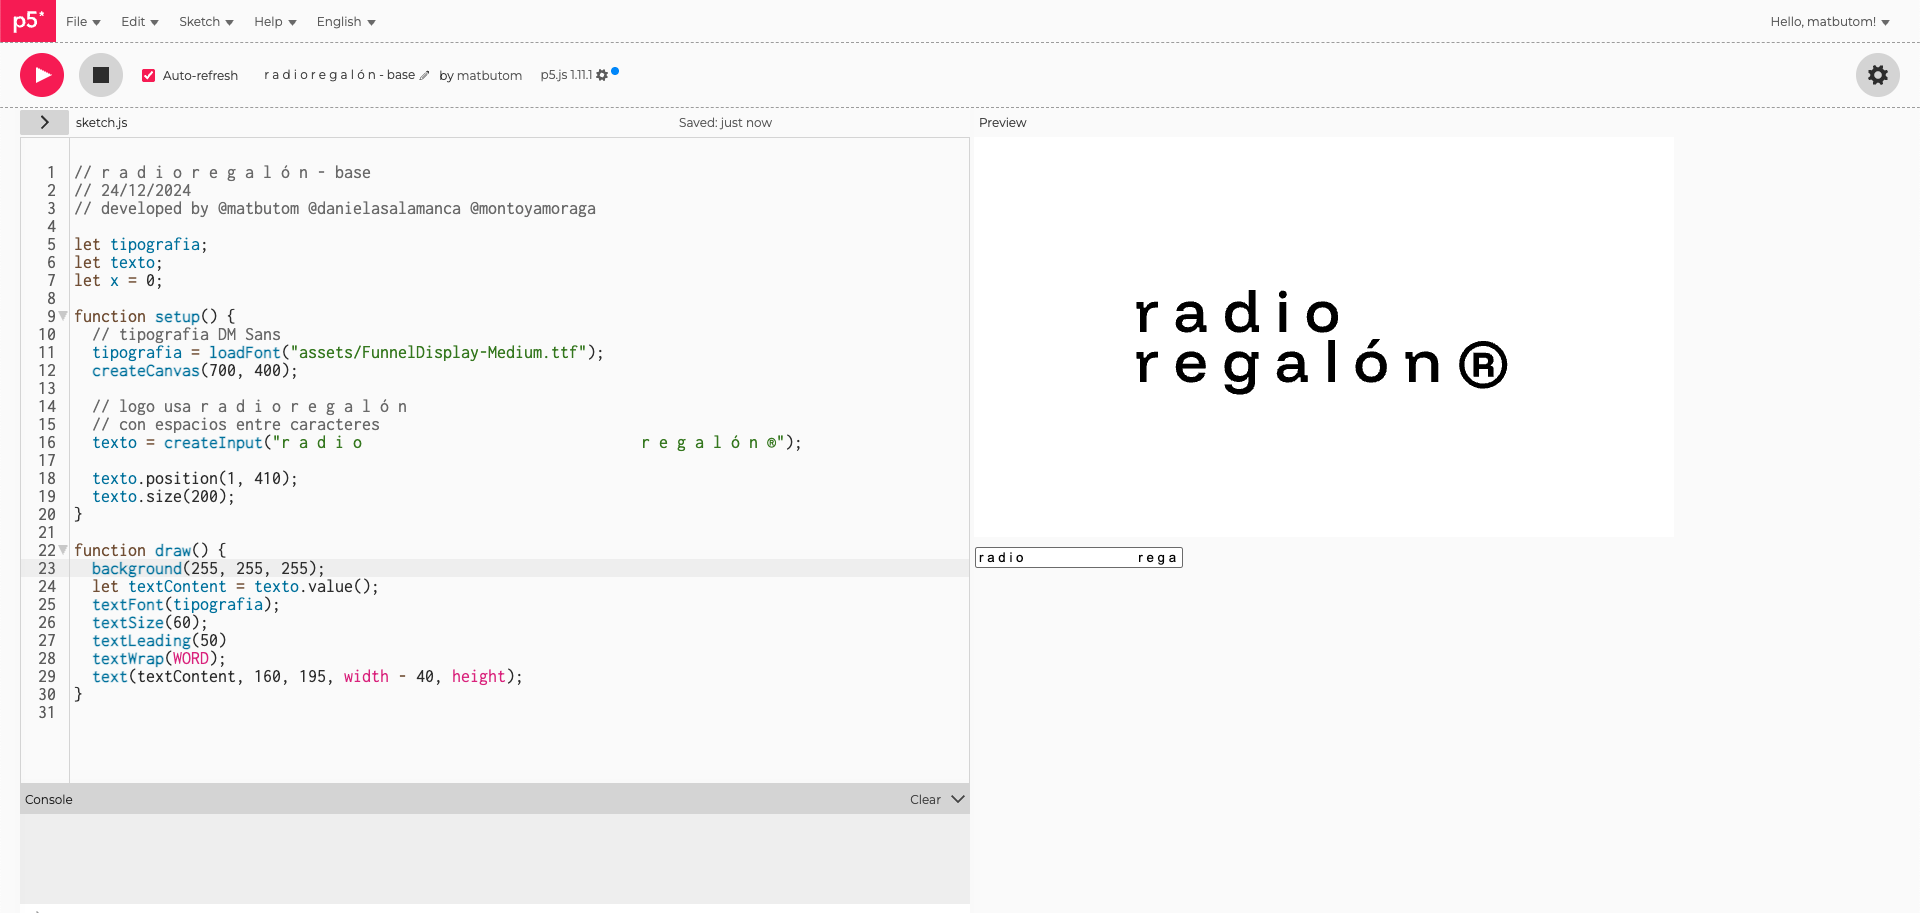 p5* File Edit Sketch Help English Hello, matbutom!
Auto-refresh r a d i o r e g a l ó n - base by matbutom p5.js 1.11.1
sketch.js Saved: just now
1 // r a d i o r e g a l ó n - base
2 // 24/12/2024
3 // developed by @matbutom @danielasalamanca @montoyamoraga
4
5 let tipografia;
6 let texto;
7 let x = 0;
8
9 function setup() {
10 // tipografia DM Sans
11 tipografia = loadFont("assets/FunnelDisplay-Medium.ttf");
12 createCanvas(700, 400);
13
14 // logo usa r a d i o r e g a l ó n
15 // con espacios entre caracteres
16 texto = createInput("r a d i o                               r e g a l ó n ®");
17
18 texto.position(1, 410);
19 texto.size(200);
20 }
21
22 function draw() {
23 background(255, 255, 255);
24 let textContent = texto.value();
25 textFont(tipografia);
26 textSize(60);
27 textLeading(50)
28 textWrap(WORD);
29 text(textContent, 160, 195, width - 40, height);
30 }
31
Console Clear
Preview
r a d i o
r e g a l ó n ®
r a d i o                r e g a